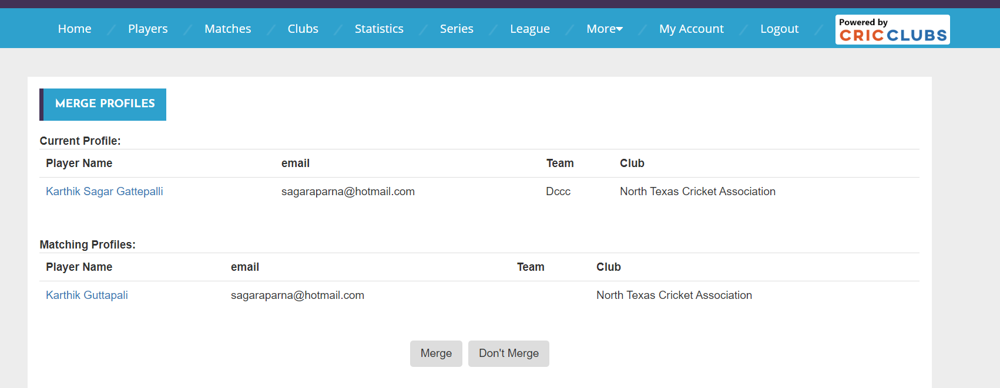 Home Players Matches Clubs Statistics Series League More My Account Logout
Powered by
CRICCLUBS
MERGE PROFILES
Current Profile:
Player Name email Team Club
Karthik Sagar Gattepalli sagaraparna@hotmail.com Dccc North Texas Cricket Association
Matching Profiles:
Player Name email Team Club
Karthik Guttapali sagaraparna@hotmail.com North Texas Cricket Association
Merge Don't Merge